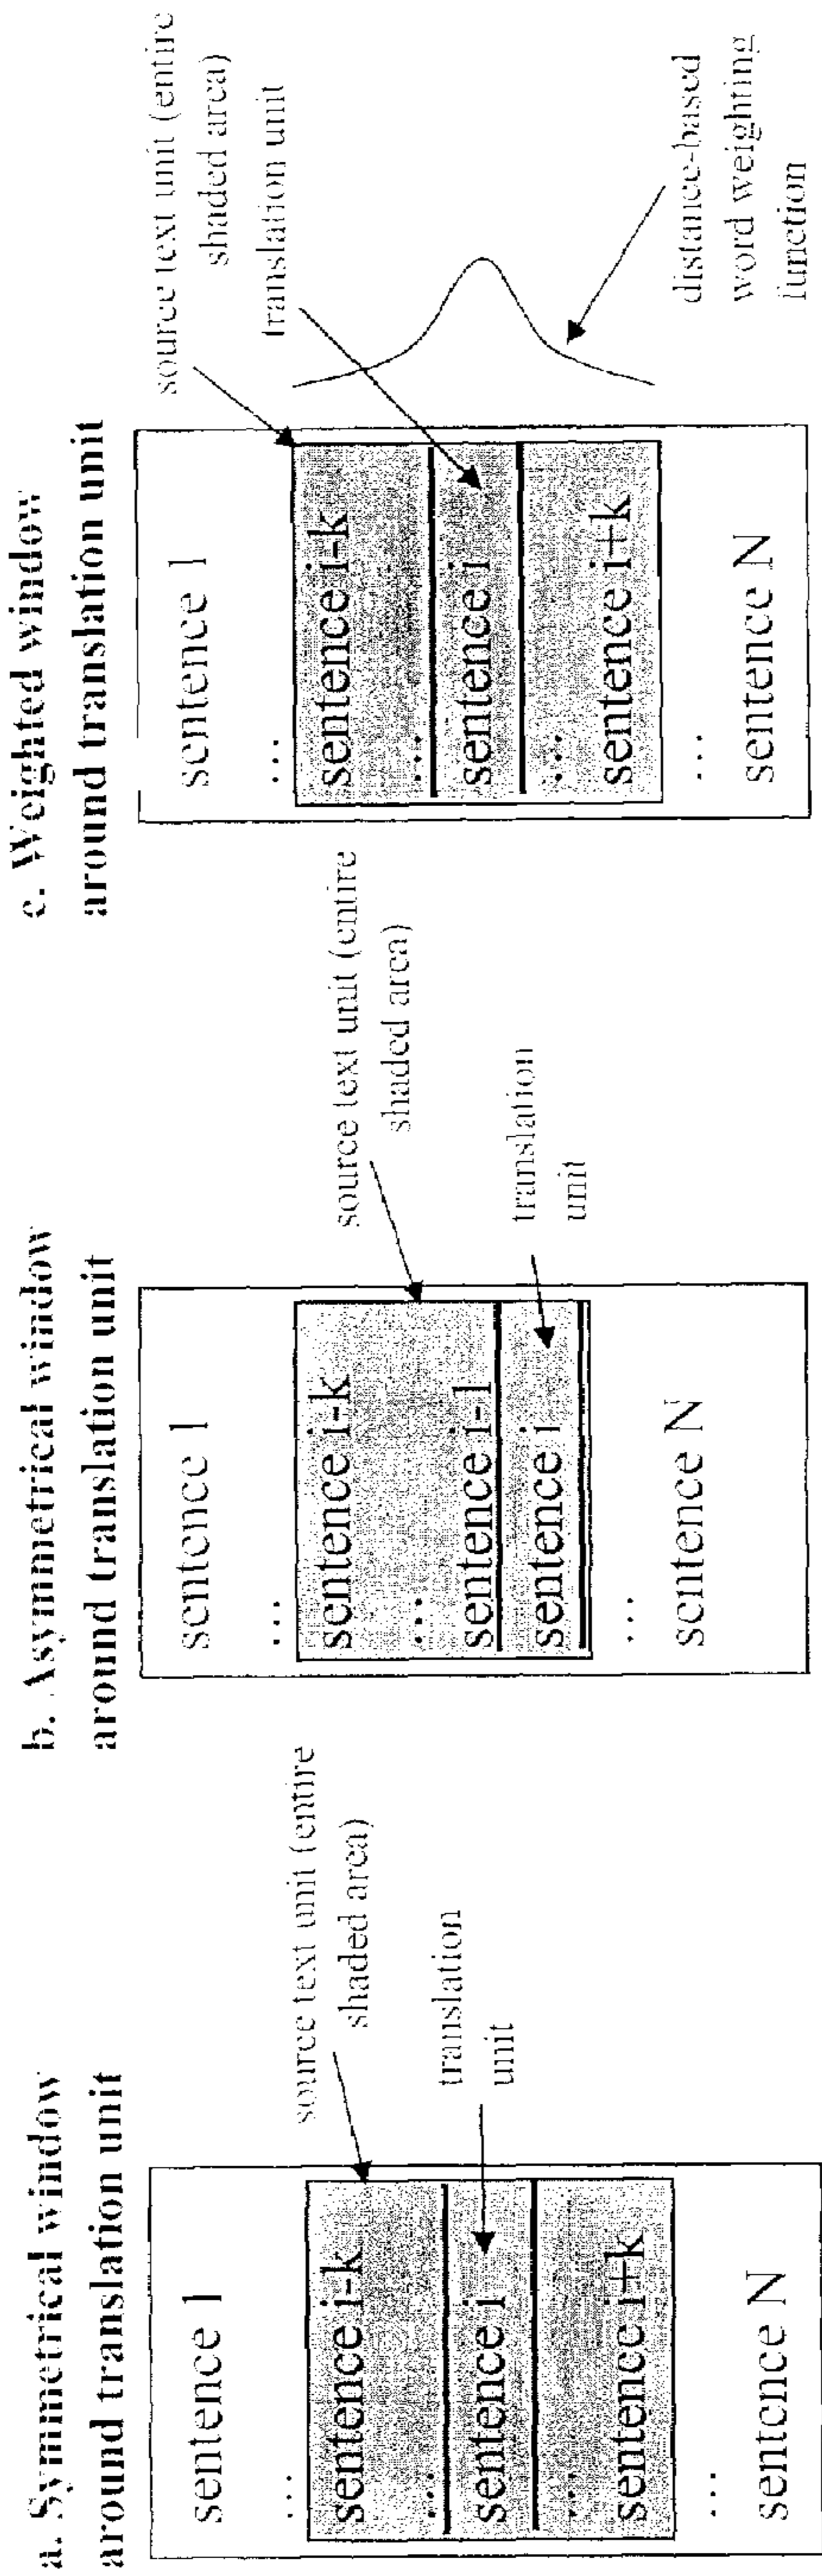 a. Symmetrical window
around translation unit
sentence 1
...
sentence i-k
...
sentence i
...
sentence i+k
...
sentence N
source text unit (entire
shaded area)
translation
unit
b. Asymmetrical window
around translation unit
sentence 1
...
sentence i-k
...
sentence i-1
sentence i
...
sentence N
source text unit (entire
shaded area)
translation
unit
c. Weighted window
around translation unit
sentence 1
...
sentence i-k
...
sentence i
...
sentence i+k
...
sentence N
source text unit (entire
shaded area)
translation unit
distance-based
word weighting
function